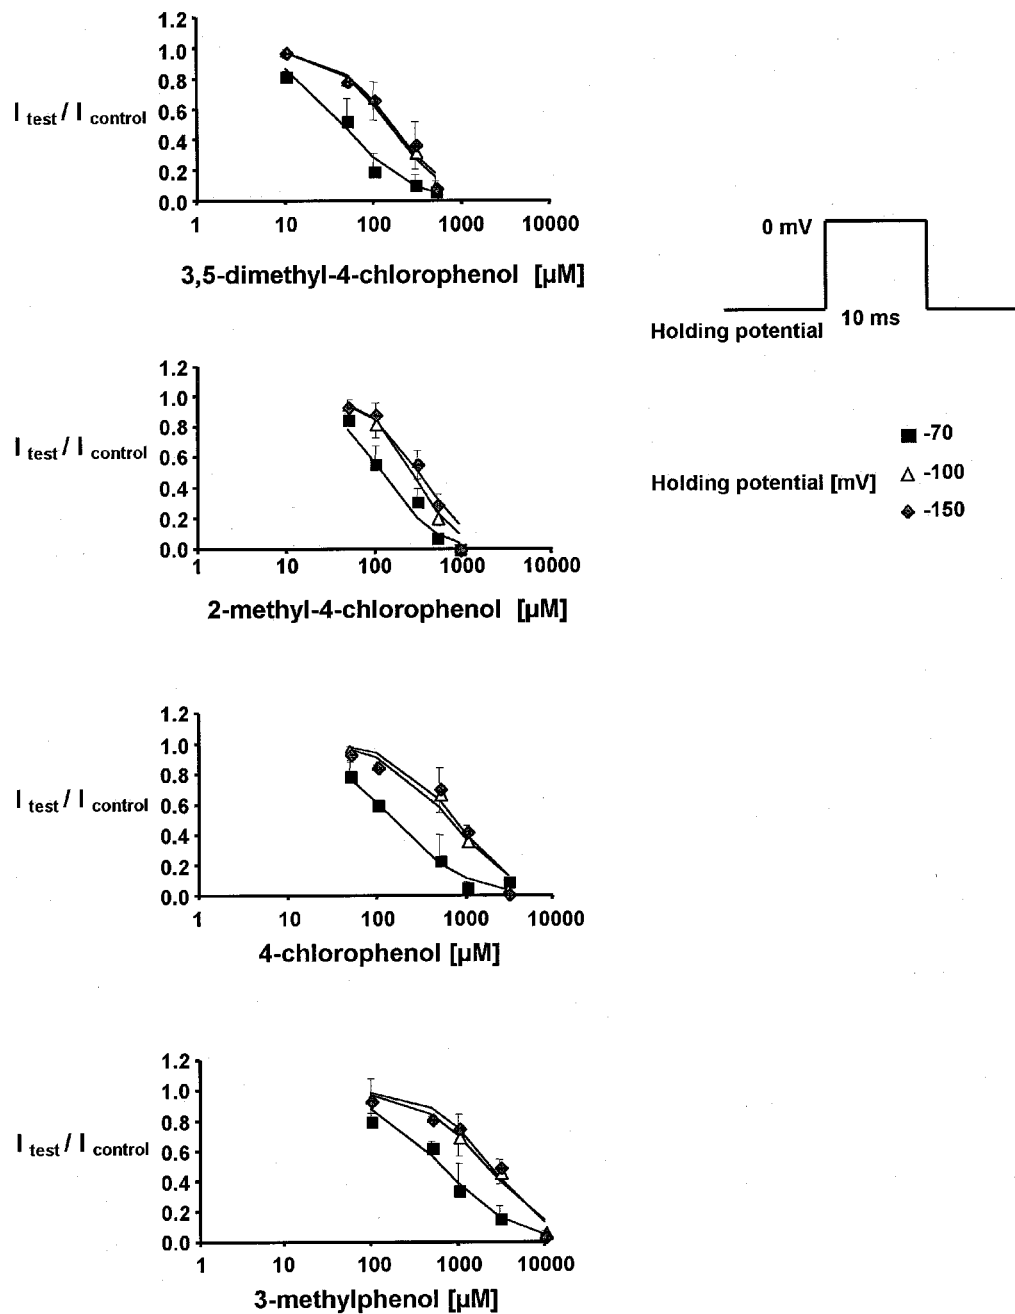 1.2
1.0
0.8
0.6
0.4
0.2
0.0
I test / I control
1 10 100 1000 10000
3,5-dimethyl-4-chlorophenol [µM]
0 mV
10 ms
Holding potential
1.2
1.0
0.8
0.6
0.4
0.2
0.0
I test / I control
1 10 100 1000 10000
2-methyl-4-chlorophenol [µM]
Holding potential [mV]
-70
-100
-150
1.2
1.0
0.8
0.6
0.4
0.2
0.0
I test / I control
1 10 100 1000 10000
4-chlorophenol [µM]
1.2
1.0
0.8
0.6
0.4
0.2
0.0
I test / I control
1 10 100 1000 10000
3-methylphenol [µM]